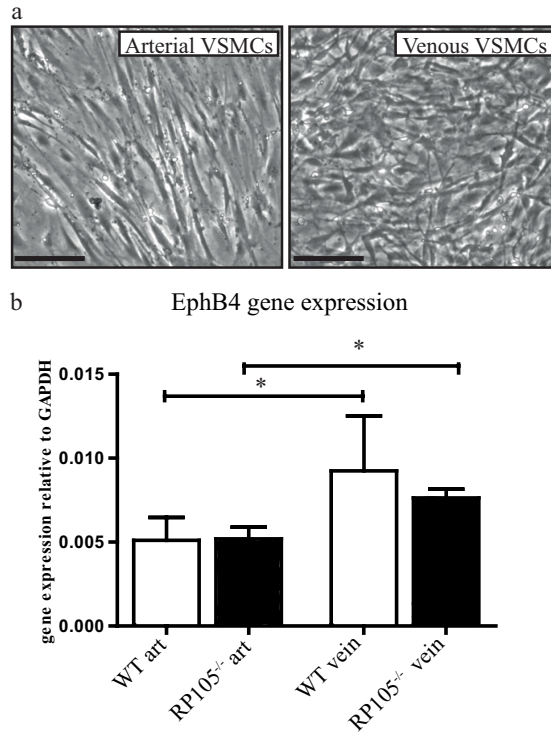 a
Arterial VSMCs
Venous VSMCs
b
EphB4 gene expression
gene expression relative to GAPDH
0.015
0.010
0.005
0.000
*
*
WT art
RP105⁻/⁻ art
WT vein
RP105⁻/⁻ vein